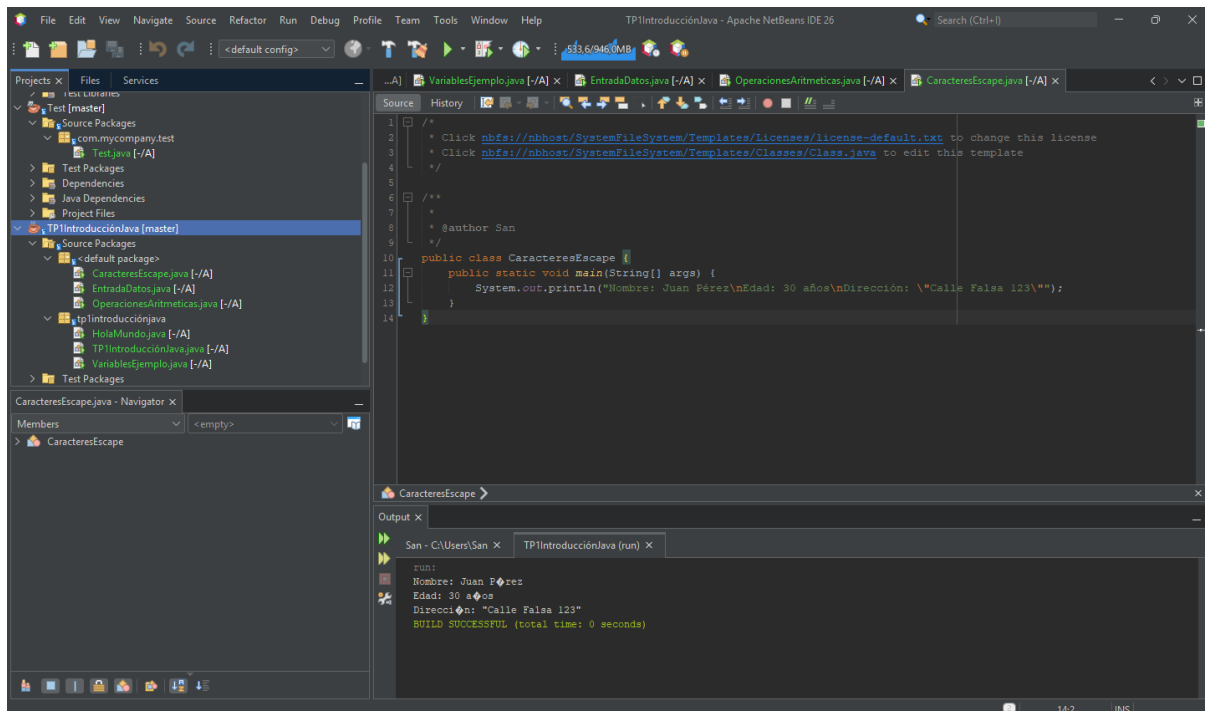 File Edit View Navigate Source Refactor Run Debug Profile Team Tools Window Help TP1IntroducciónJava - Apache NetBeans IDE 26 Search (Ctrl+I)
<default config> 533,6/946,0MB
Projects Files Services
...A] VariablesEjemplo.java [-/A] EntradaDatos.java [-/A] OperacionesAritmeticas.java [-/A] CaracteresEscape.java [-/A]
Test Libraries
Test [master]
Source Packages
com.mycompany.test
Test.java [-/A]
Test Packages
Dependencies
Java Dependencies
Project Files
TP1IntroducciónJava [master]
Source Packages
<default package>
CaracteresEscape.java [-/A]
EntradaDatos.java [-/A]
OperacionesAritmeticas.java [-/A]
tp1introducciónjava
HolaMundo.java [-/A]
TP1IntroducciónJava.java [-/A]
VariablesEjemplo.java [-/A]
Test Packages
Source History
1 /*
2 * Click nbfs://nbhost/SystemFileSystem/Templates/Licenses/license-default.txt to change this license
3 * Click nbfs://nbhost/SystemFileSystem/Templates/Classes/Class.java to edit this template
4 */
5
6 /**
7 *
8 * @author San
9 */
10 public class CaracteresEscape {
11 public static void main(String[] args) {
12 System.out.println("Nombre: Juan Pérez\nEdad: 30 años\nDirección: \"Calle Falsa 123\"");
13 }
14 }
CaracteresEscape.java - Navigator
Members <empty>
CaracteresEscape
CaracteresEscape
Output
San - C:\Users\San TP1IntroducciónJava (run)
run:
Nombre: Juan P�rez
Edad: 30 a�os
Direcci�n: "Calle Falsa 123"
BUILD SUCCESSFUL (total time: 0 seconds)
14:2 INS